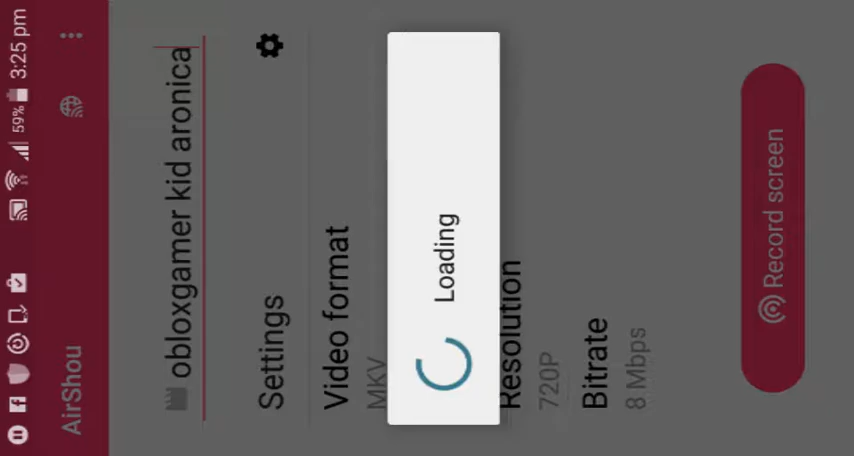 59% 3:25 pm
AirShou
obloxgamer kid aronica
Settings
Video format
MKV
Loading
Resolution
720P
Bitrate
8 Mbps
Record screen